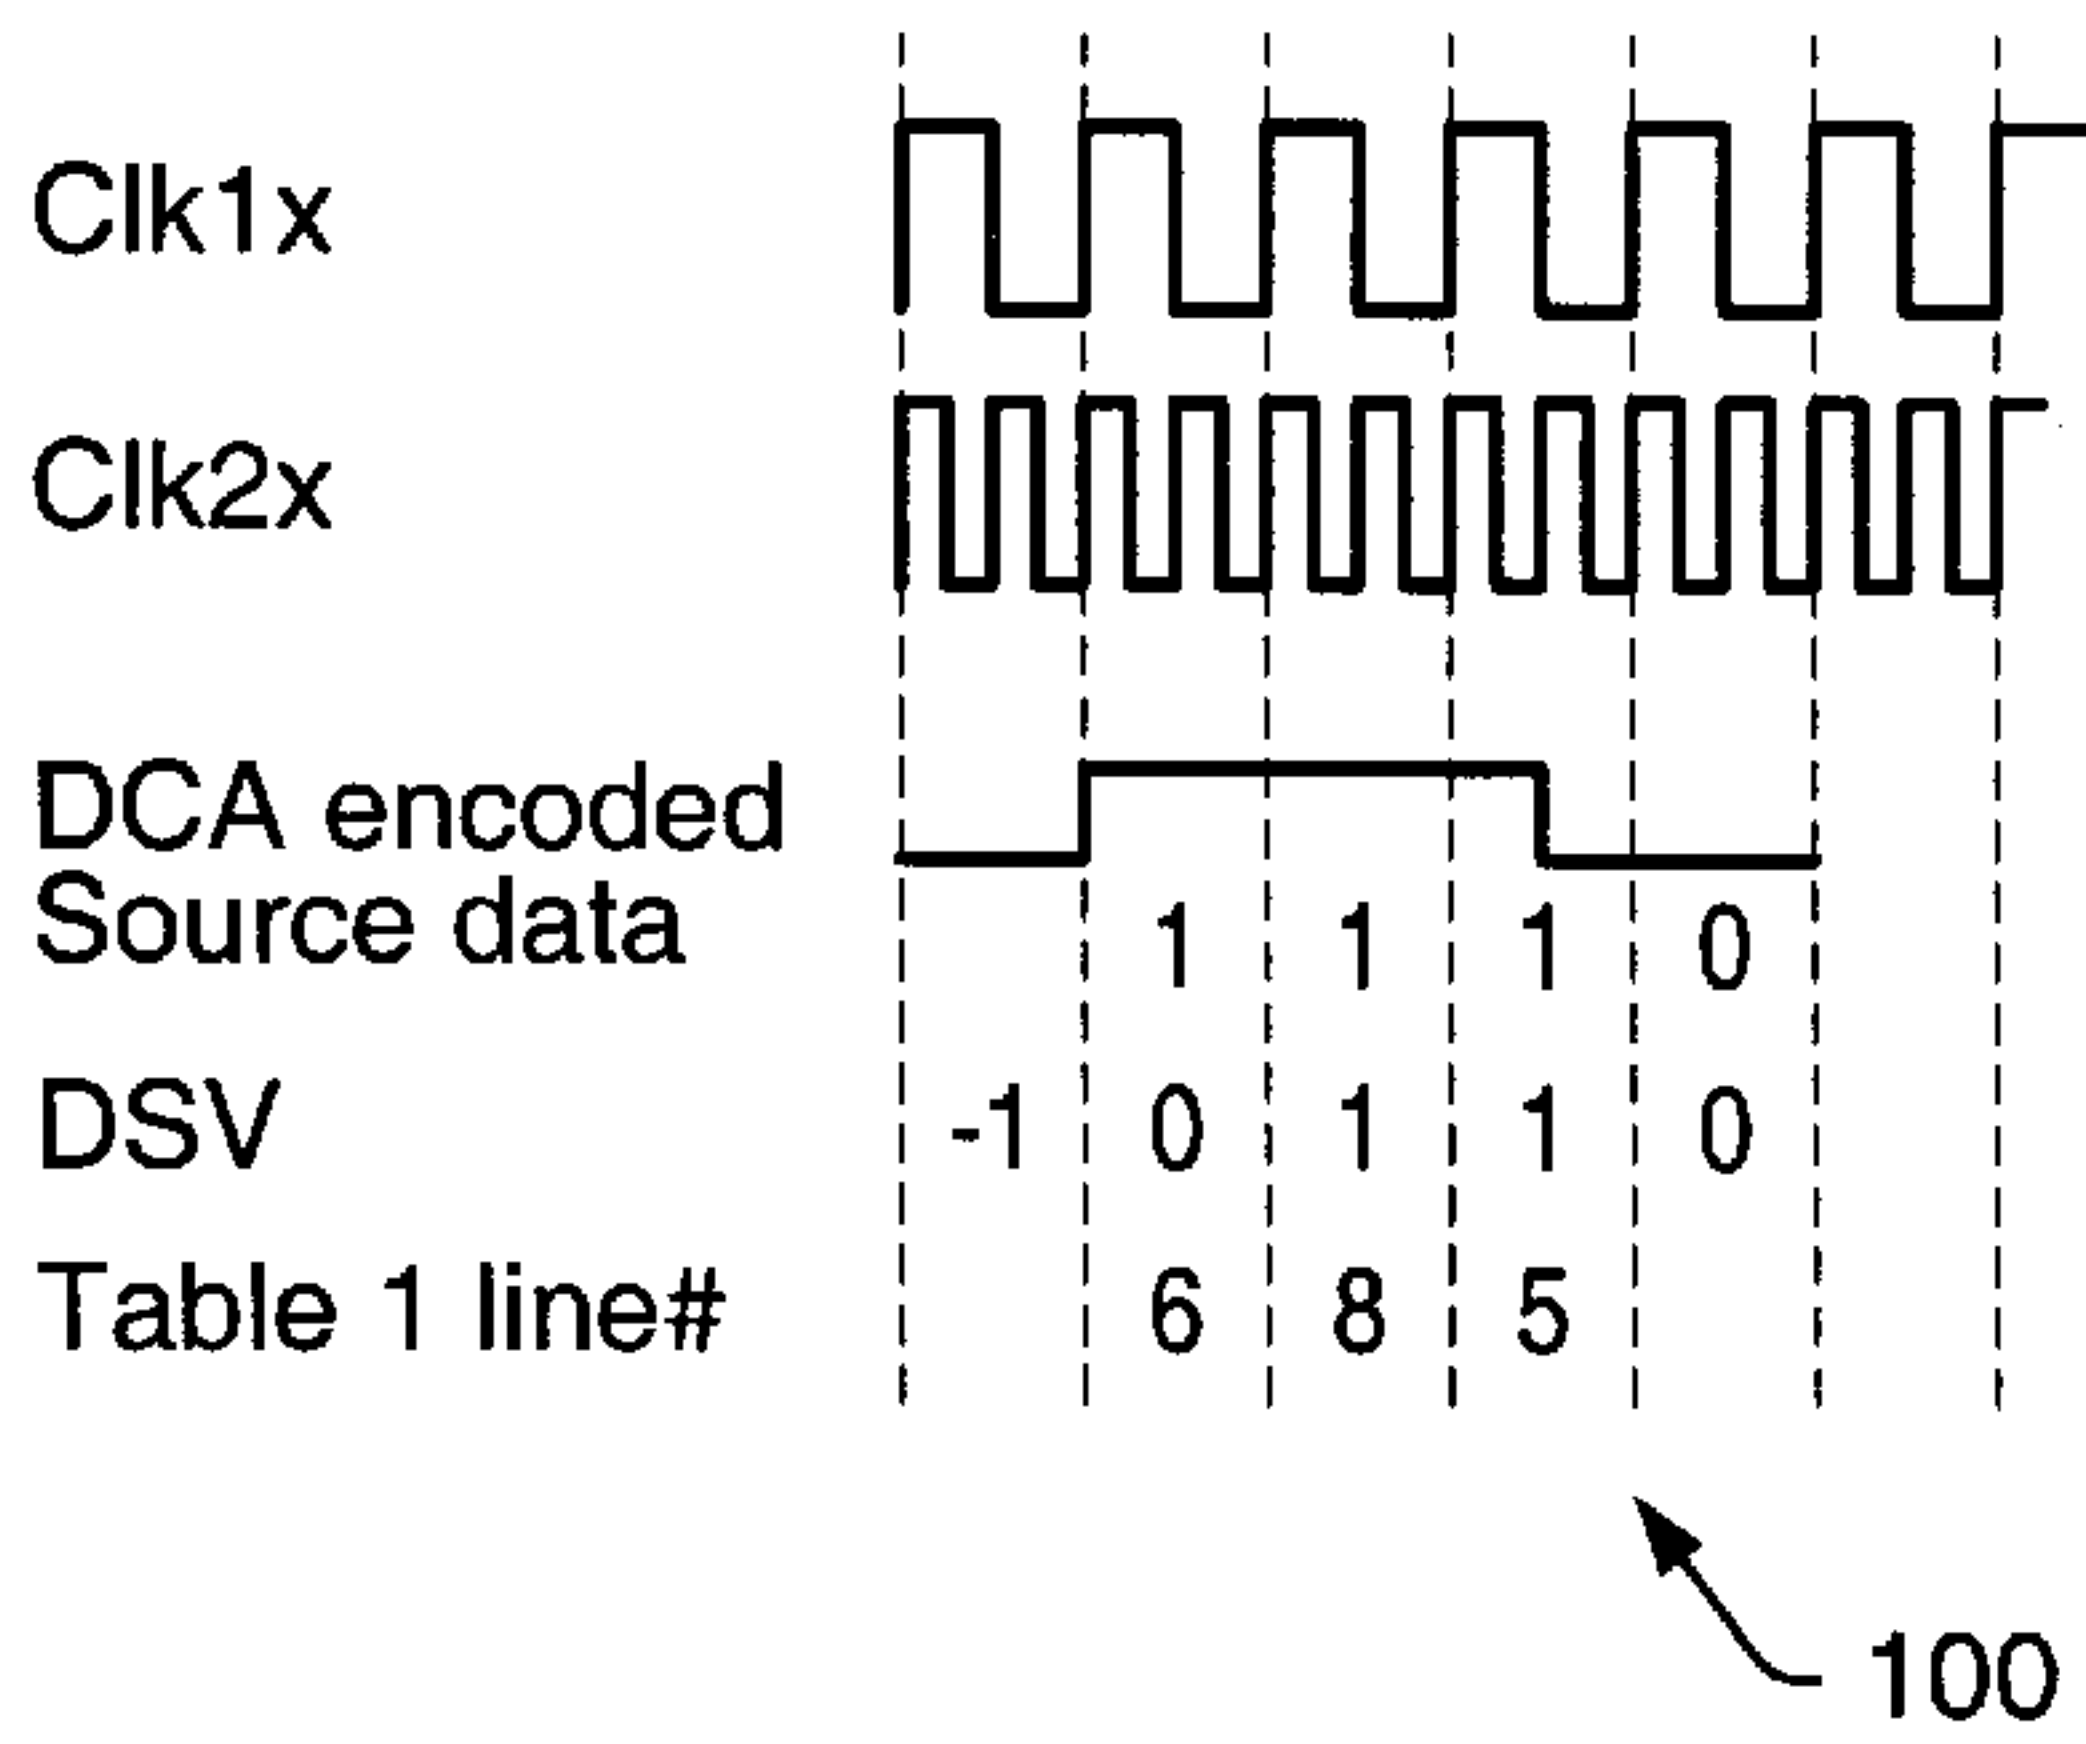 Clk1x
Clk2x
DCA encoded
Source data 1 1 1 0
DSV -1 0 1 1 0
Table 1 line# 6 8 5
100